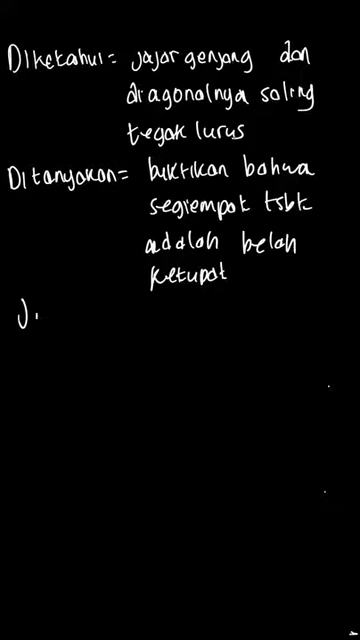 Diketahui = jajar genjang dan
diagonalnya saling
tegak lurus
Ditanyakan = buktikan bahwa
segiempat tsbt
adalah belah
ketupat
J.